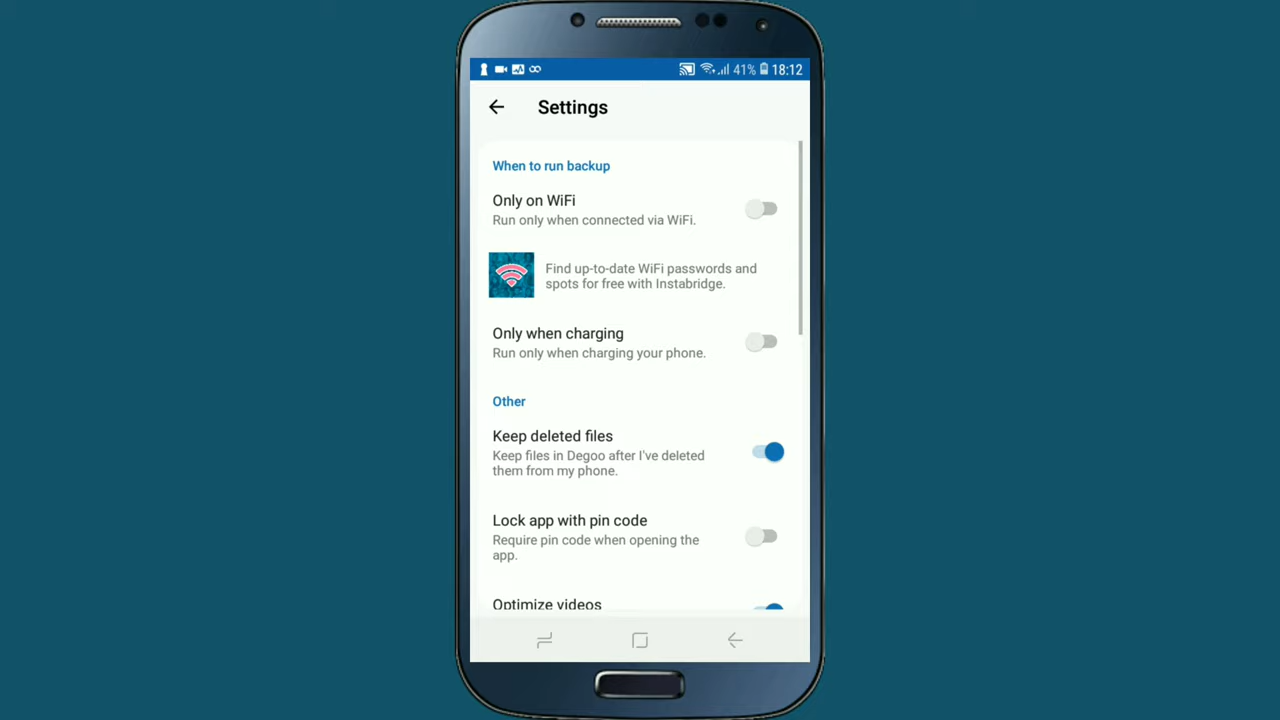 41% 18:12
Settings
When to run backup
Only on WiFi
Run only when connected via WiFi.
Find up-to-date WiFi passwords and
spots for free with Instabridge.
Only when charging
Run only when charging your phone.
Other
Keep deleted files
Keep files in Degoo after I've deleted
them from my phone.
Lock app with pin code
Require pin code when opening the
app.
Optimize videos